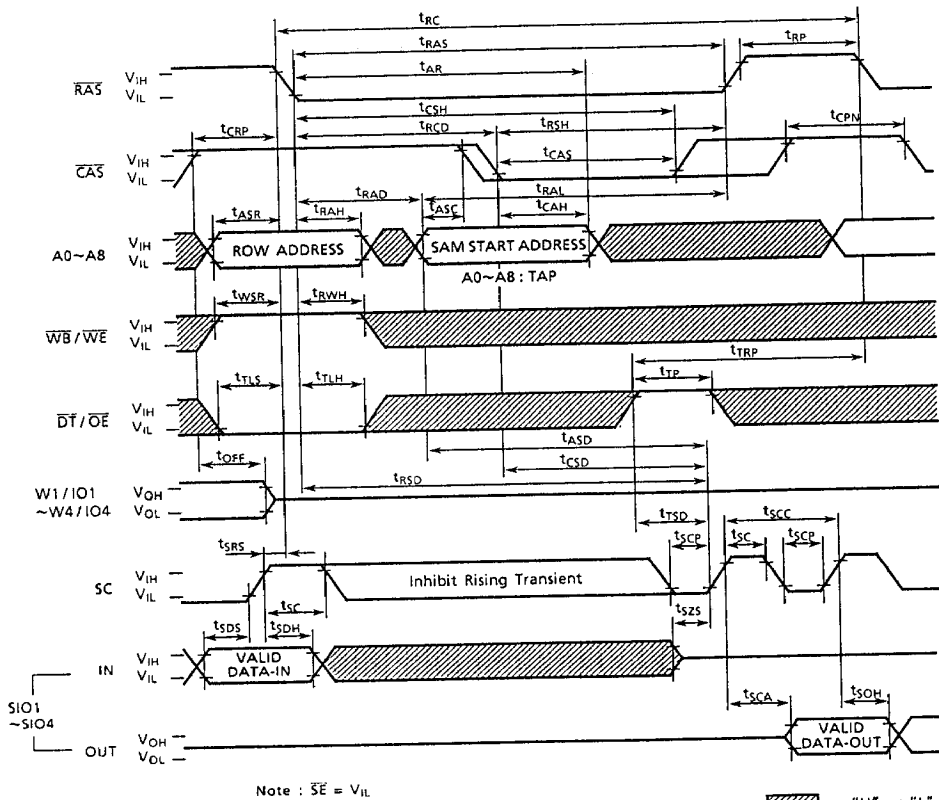 tRC
tRAS
tRP
tAR
RAS
VIH
VIL
tCSH
tCRP
tRCD
tRSH
tCPN
CAS
VIH
VIL
tCAS
tRAL
tRAD
tASR
tRAH
tASC
tCAH
A0~A8
VIH
VIL
ROW ADDRESS
SAM START ADDRESS
A0~A8 : TAP
tWSR
tRWH
WB / WE
VIH
VIL
tTRP
tTLS
tTLH
tTP
DT / OE
VIH
VIL
tASD
tOFF
tCSD
tRSD
W1 / IO1
~W4 / IO4
VOH
VOL
tTSD
tSCC
tSRS
tSCP
tSC
tSCP
SC
VIH
VIL
Inhibit Rising Transient
tSC
tSZS
tSDS
tSDH
IN
VIH
VIL
VALID
DATA-IN
SIO1
~SIO4
tSCA
tSOH
OUT
VOH
VOL
VALID
DATA-OUT
Note : SE = VIL